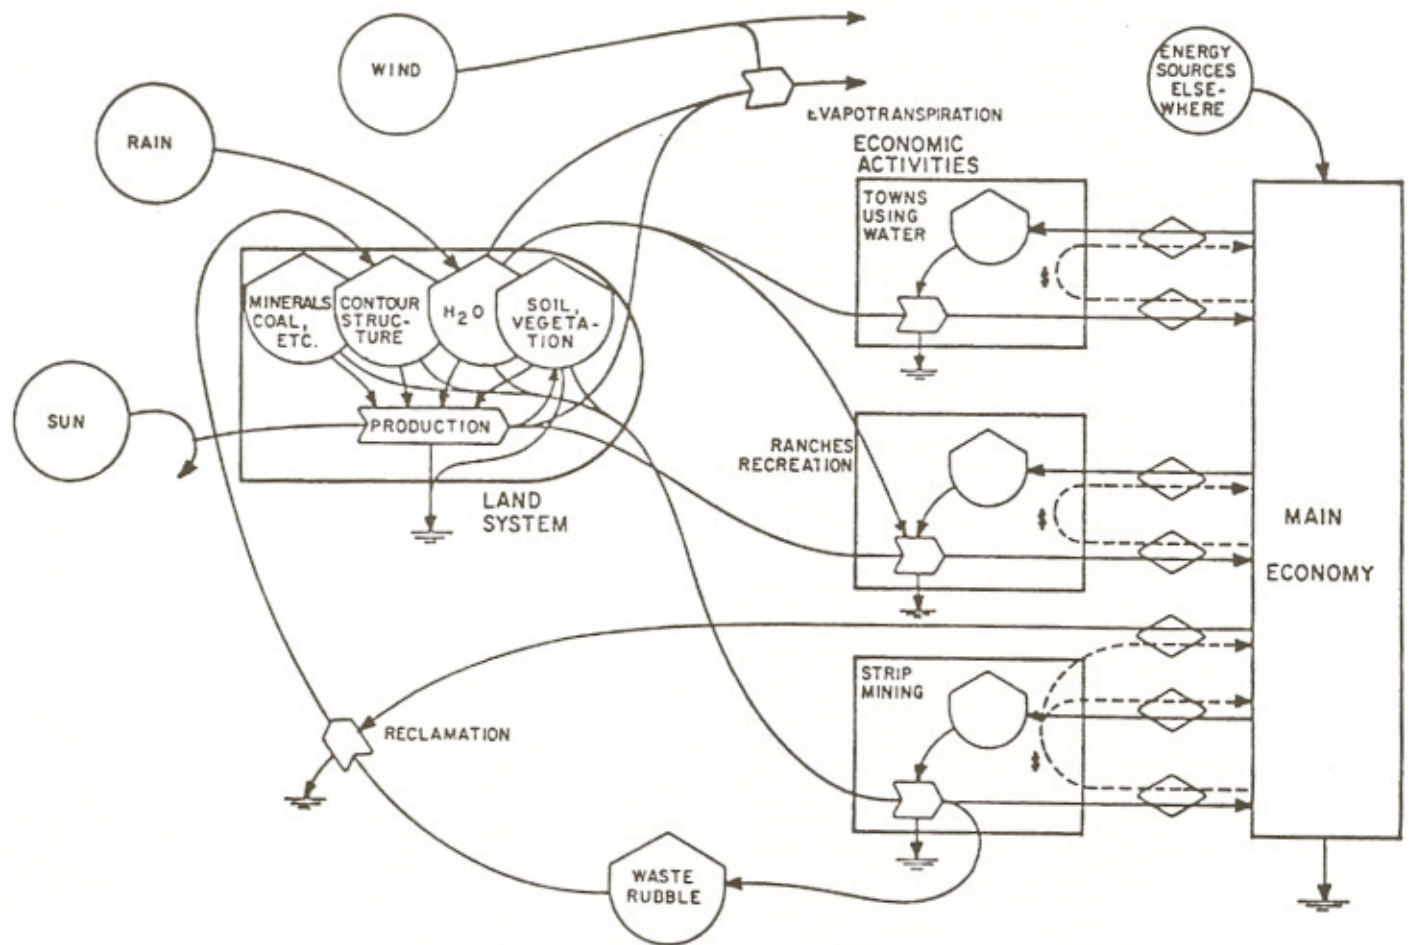 WIND
ENERGY
SOURCES
ELSE-
WHERE
RAIN
EVAPOTRANSPIRATION
ECONOMIC
ACTIVITIES
TOWNS
USING
WATER
$
MINERALS
COAL,
ETC.
CONTOUR
STRUC-
TURE
H2O
SOIL,
VEGETA-
TION
SUN
PRODUCTION
LAND
SYSTEM
RANCHES
RECREATION
$
MAIN
ECONOMY
STRIP
MINING
$
RECLAMATION
WASTE
RUBBLE